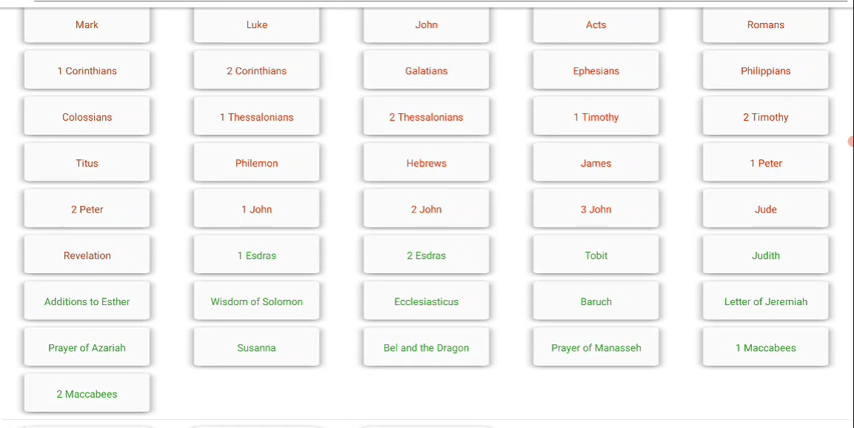 Mark
Luke
John
Acts
Romans
1 Corinthians
2 Corinthians
Galatians
Ephesians
Philippians
Colossians
1 Thessalonians
2 Thessalonians
1 Timothy
2 Timothy
Titus
Philemon
Hebrews
James
1 Peter
2 Peter
1 John
2 John
3 John
Jude
Revelation
1 Esdras
2 Esdras
Tobit
Judith
Additions to Esther
Wisdom of Solomon
Ecclesiasticus
Baruch
Letter of Jeremiah
Prayer of Azariah
Susanna
Bel and the Dragon
Prayer of Manasseh
1 Maccabees
2 Maccabees